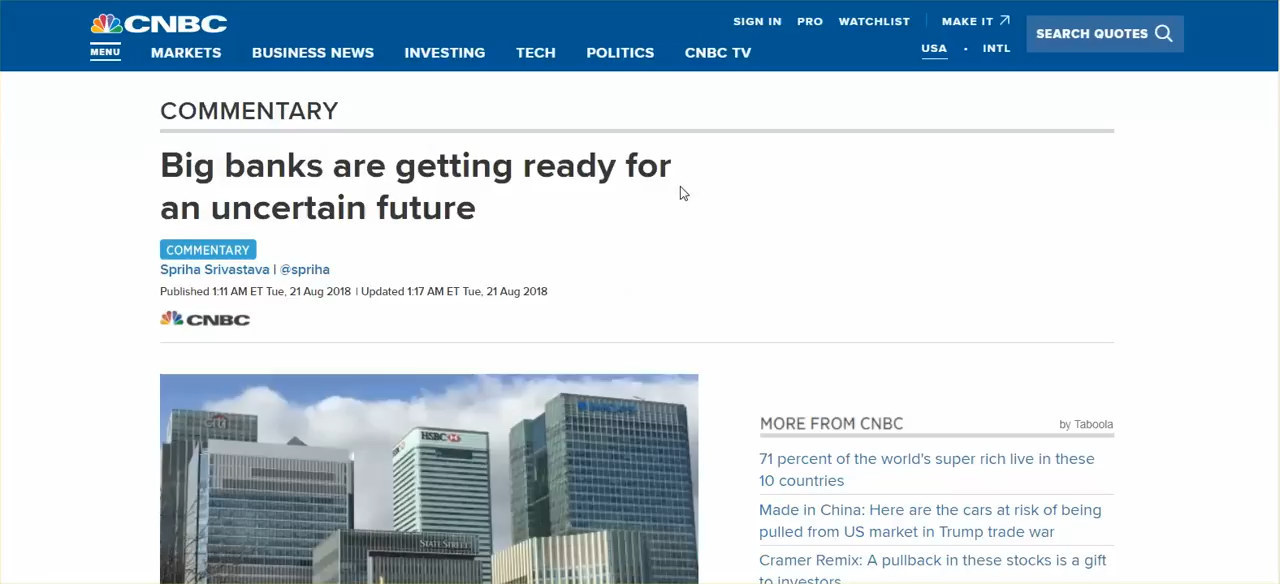 CNBC
SIGN IN PRO WATCHLIST MAKE IT
SEARCH QUOTES
MENU
MARKETS BUSINESS NEWS INVESTING TECH POLITICS CNBC TV
USA • INTL
COMMENTARY
Big banks are getting ready for
an uncertain future
COMMENTARY
Spriha Srivastava | @spriha
Published 1:11 AM ET Tue, 21 Aug 2018 | Updated 1:17 AM ET Tue, 21 Aug 2018
CNBC
citi
HSBC
STATE STREET
MORE FROM CNBC
by Taboola
71 percent of the world's super rich live in these
10 countries
Made in China: Here are the cars at risk of being
pulled from US market in Trump trade war
Cramer Remix: A pullback in these stocks is a gift
to investors